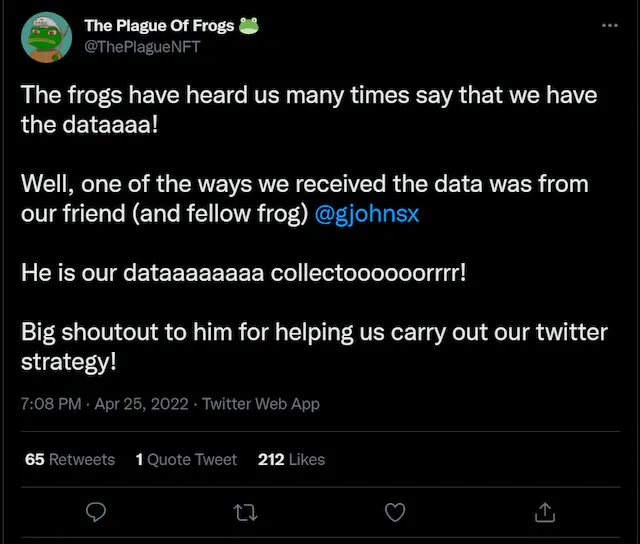 The Plague Of Frogs 🐸
@ThePlagueNFT
The frogs have heard us many times say that we have
the dataaaa!
Well, one of the ways we received the data was from
our friend (and fellow frog) @gjohnsx
He is our dataaaaaaaaa collectoooooorrrr!
Big shoutout to him for helping us carry out our twitter
strategy!
7:08 PM · Apr 25, 2022 · Twitter Web App
65 Retweets 1 Quote Tweet 212 Likes